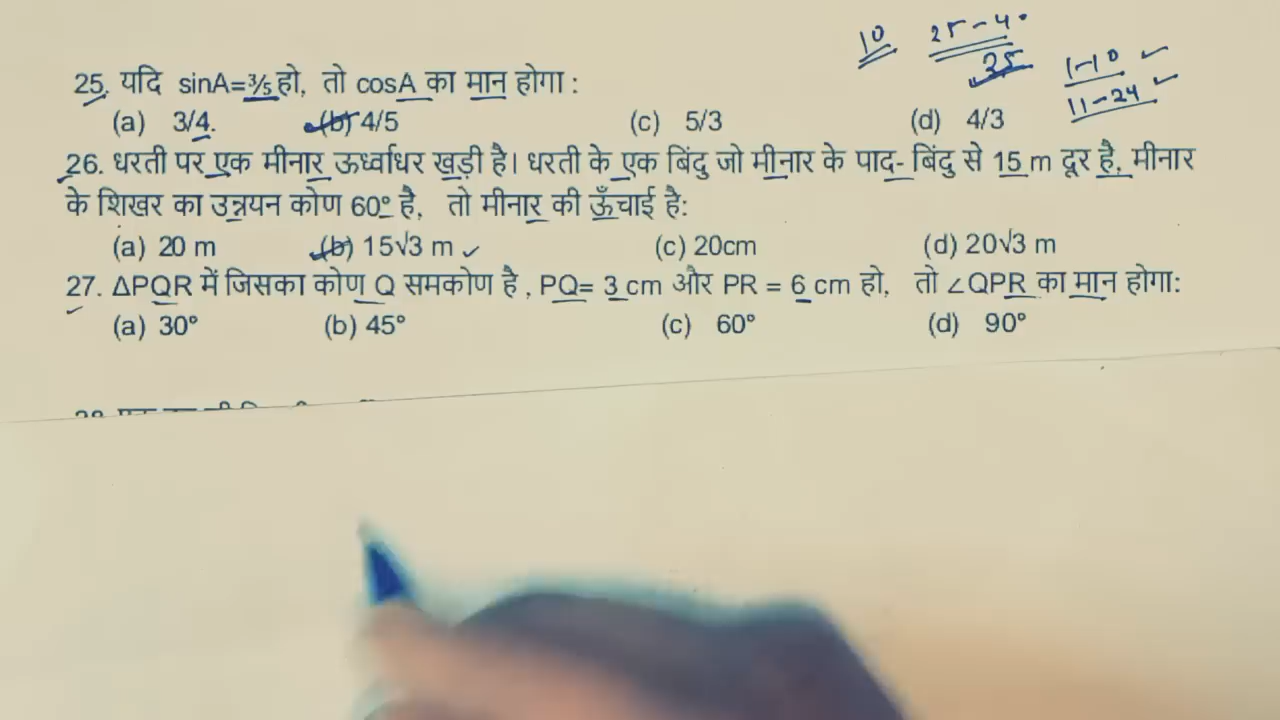 10 25-40
35
1-10
11-24
25. यदि sinA=3/5 हो, तो cosA का मान होगा :
(a) 3/4. (b) 4/5 (c) 5/3 (d) 4/3
26. धरती पर एक मीनार ऊर्ध्वाधर खड़ी है। धरती के एक बिंदु जो मीनार के पाद- बिंदु से 15 m दूर है, मीनार
के शिखर का उन्नयन कोण 60° है, तो मीनार की ऊँचाई है:
(a) 20 m (b) 15√3 m (c) 20cm (d) 20√3 m
27. ΔPQR में जिसका कोण Q समकोण है , PQ= 3 cm और PR = 6 cm हो, तो ∠QPR का मान होगा:
(a) 30° (b) 45° (c) 60° (d) 90°